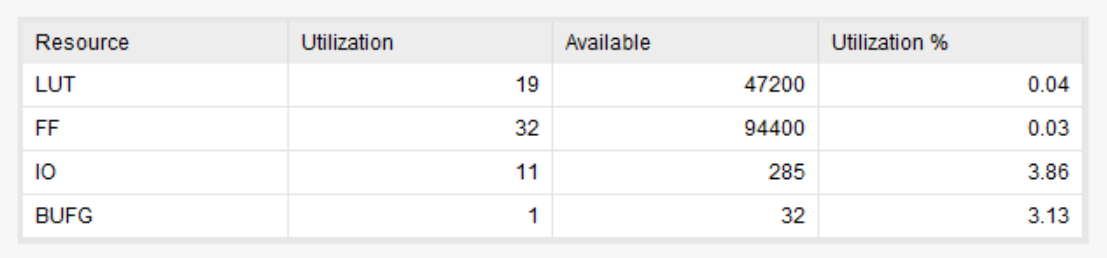 Resource Utilization Available Utilization %
LUT 19 47200 0.04
FF 32 94400 0.03
IO 11 285 3.86
BUFG 1 32 3.13